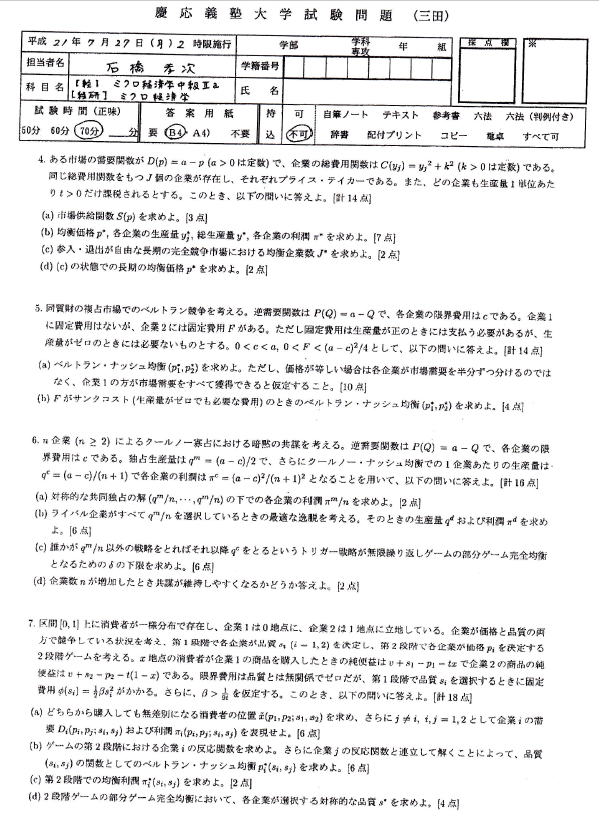 慶応義塾大学試験問題 (三田)
平成 21 年 7 月 27 日 (月) 2 時限施行 学部 学科 専攻 年 組 採点欄 ※
担当者名 石橋 孝次 学籍番号
科目名 [経] ミクロ経済学中級Ⅱa [経研] ミクロ経済学 氏名
試験時間(正味) 答案用紙 持込 可 自筆ノート テキスト 参考書 六法 六法(判例付き)
50分 60分 70分 分 要 (B4 A4) 不要 不可 辞書 配付プリント コピー 電卓 すべて可
4. ある市場の需要関数が D(p) = a − p (a > 0 は定数) で、企業の総費用関数は C(y_j) = y_j² + k² (k > 0 は定数) である。
同じ総費用関数をもつ J 個の企業が存在し、それぞれプライス・テイカーである。また、どの企業も生産量 1 単位あた
り t > 0 だけ課税されるとする。このとき、以下の問いに答えよ。[計 14 点]
(a) 市場供給関数 S(p) を求めよ。[3 点]
(b) 均衡価格 p*, 各企業の生産量 y_j*, 総生産量 y*, 各企業の利潤 π* を求めよ。[7 点]
(c) 参入・退出が自由な長期の完全競争市場における均衡企業数 J* を求めよ。[2 点]
(d) (c) の状態での長期の均衡価格 p* を求めよ。[2 点]
5. 同質財の複占市場でのベルトラン競争を考える。逆需要関数は P(Q) = a − Q で、各企業の限界費用は c である。企業 1
に固定費用はないが、企業 2 には固定費用 F がある。ただし固定費用は生産量が正のときには支払う必要があるが、生
産量がゼロのときには必要ないものとする。0 < c < a, 0 < F < (a − c)²/4 として、以下の問いに答えよ。[計 14 点]
(a) ベルトラン・ナッシュ均衡 (p₁*, p₂*) を求めよ。ただし、価格が等しい場合は各企業が市場需要を半分ずつ分けるのでは
なく、企業 1 の方が市場需要をすべて獲得できると仮定すること。[10 点]
(b) F がサンクコスト (生産量がゼロでも必要な費用) のときのベルトラン・ナッシュ均衡 (p₁*, p₂*) を求めよ。[4 点]
6. n 企業 (n ≥ 2) によるクールノー寡占における暗黙の共謀を考える。逆需要関数は P(Q) = a − Q で、各企業の限
界費用は c である。独占生産量は q^m = (a − c)/2 で、さらにクールノー・ナッシュ均衡での 1 企業あたりの生産量は
q^c = (a − c)/(n + 1) で各企業の利潤は π^c = (a − c)²/(n + 1)² となることを用いて、以下の問いに答えよ。[計 16 点]
(a) 対称的な共同独占の解 (q^m/n, ⋯, q^m/n) の下での各企業の利潤 π^m/n を求めよ。[2 点]
(b) ライバル企業がすべて q^m/n を選択しているときの最適な逸脱を考える。そのときの生産量 q^d および利潤 π^d を求め
よ。[6 点]
(c) 誰かが q^m/n 以外の戦略をとればそれ以降 q^c をとるというトリガー戦略が無限繰り返しゲームの部分ゲーム完全均衡
となるための δ の下限を求めよ。[6 点]
(d) 企業数 n が増加したとき共謀が維持しやすくなるかどうか答えよ。[2 点]
7. 区間 [0, 1] 上に消費者が一様分布で存在し、企業 1 は 0 地点に、企業 2 は 1 地点に立地している。企業が価格と品質の両
方で競争している状況を考え、第 1 段階で各企業が品質 s_i (i = 1, 2) を決定し、第 2 段階で各企業が価格 p_i を決定する
2 段階ゲームを考える。x 地点の消費者が企業 1 の商品を購入したときの純便益は v + s₁ − p₁ − tx で企業 2 の商品の純
便益は v + s₂ − p₂ − t(1 − x) である。限界費用は品質とは無関係でゼロだが、第 1 段階で品質 s_i を選択するときに固定
費用 φ(s_i) = ½βs_i² がかかる。さらに、β > 1/9t を仮定する。このとき、以下の問いに答えよ。[計 18 点]
(a) どちらから購入しても無差別になる消費者の位置 x̂(p₁, p₂; s₁, s₂) を求め、さらに j ≠ i, i, j = 1, 2 として企業 i の需
要 D_i(p_i, p_j; s_i, s_j) および利潤 π_i(p_i, p_j; s_i, s_j) を表現せよ。[6 点]
(b) ゲームの第 2 段階における企業 i の反応関数を求めよ。さらに企業 j の反応関数と連立して解くことによって、品質
(s_i, s_j) の関数としてのベルトラン・ナッシュ均衡 p_i*(s_i, s_j) を求めよ。[6 点]
(c) 第 2 段階での均衡利潤 π_i*(s_i, s_j) を求めよ。[2 点]
(d) 2 段階ゲームの部分ゲーム完全均衡において、各企業が選択する対称的な品質 s* を求めよ。[4 点]